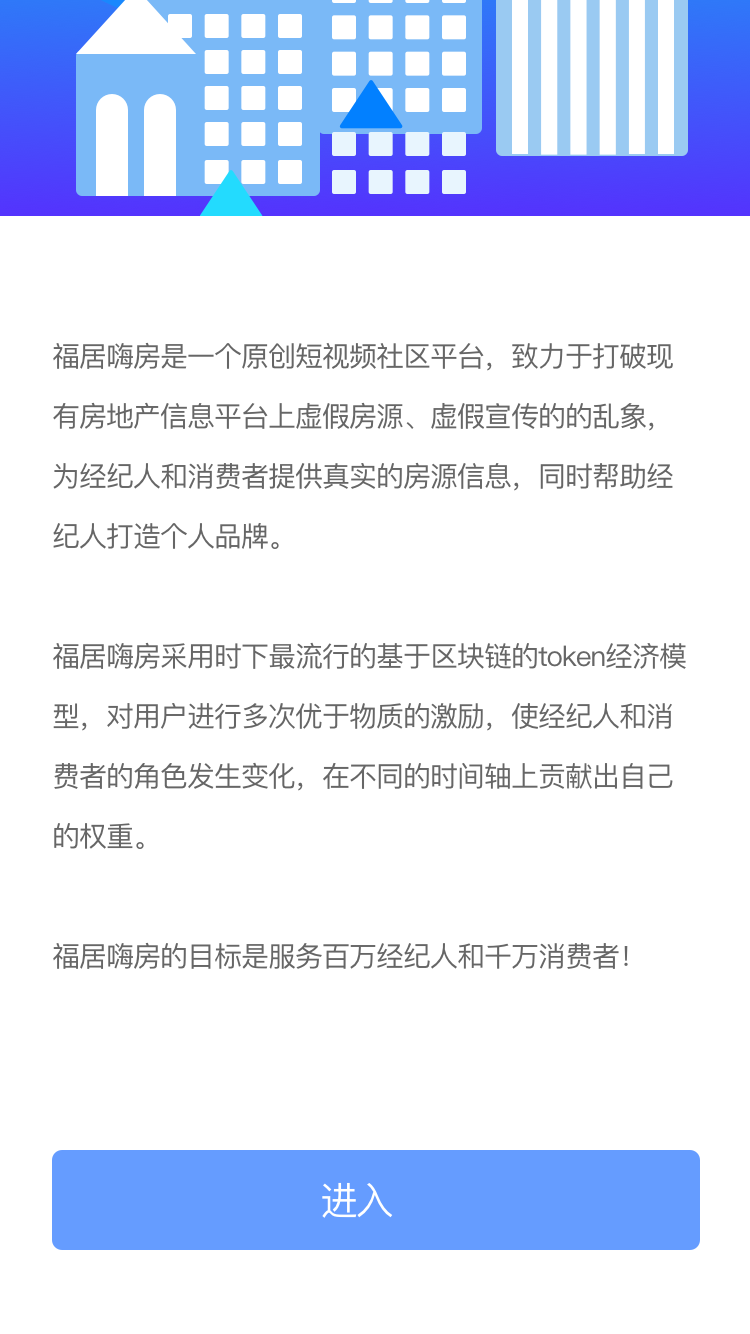 福居嗨房是一个原创短视频社区平台，致力于打破现
有房地产信息平台上虚假房源、虚假宣传的的乱象，
为经纪人和消费者提供真实的房源信息，同时帮助经
纪人打造个人品牌。
福居嗨房采用时下最流行的基于区块链的token经济模
型，对用户进行多次优于物质的激励，使经纪人和消
费者的角色发生变化，在不同的时间轴上贡献出自己
的权重。
福居嗨房的目标是服务百万经纪人和千万消费者！
进入